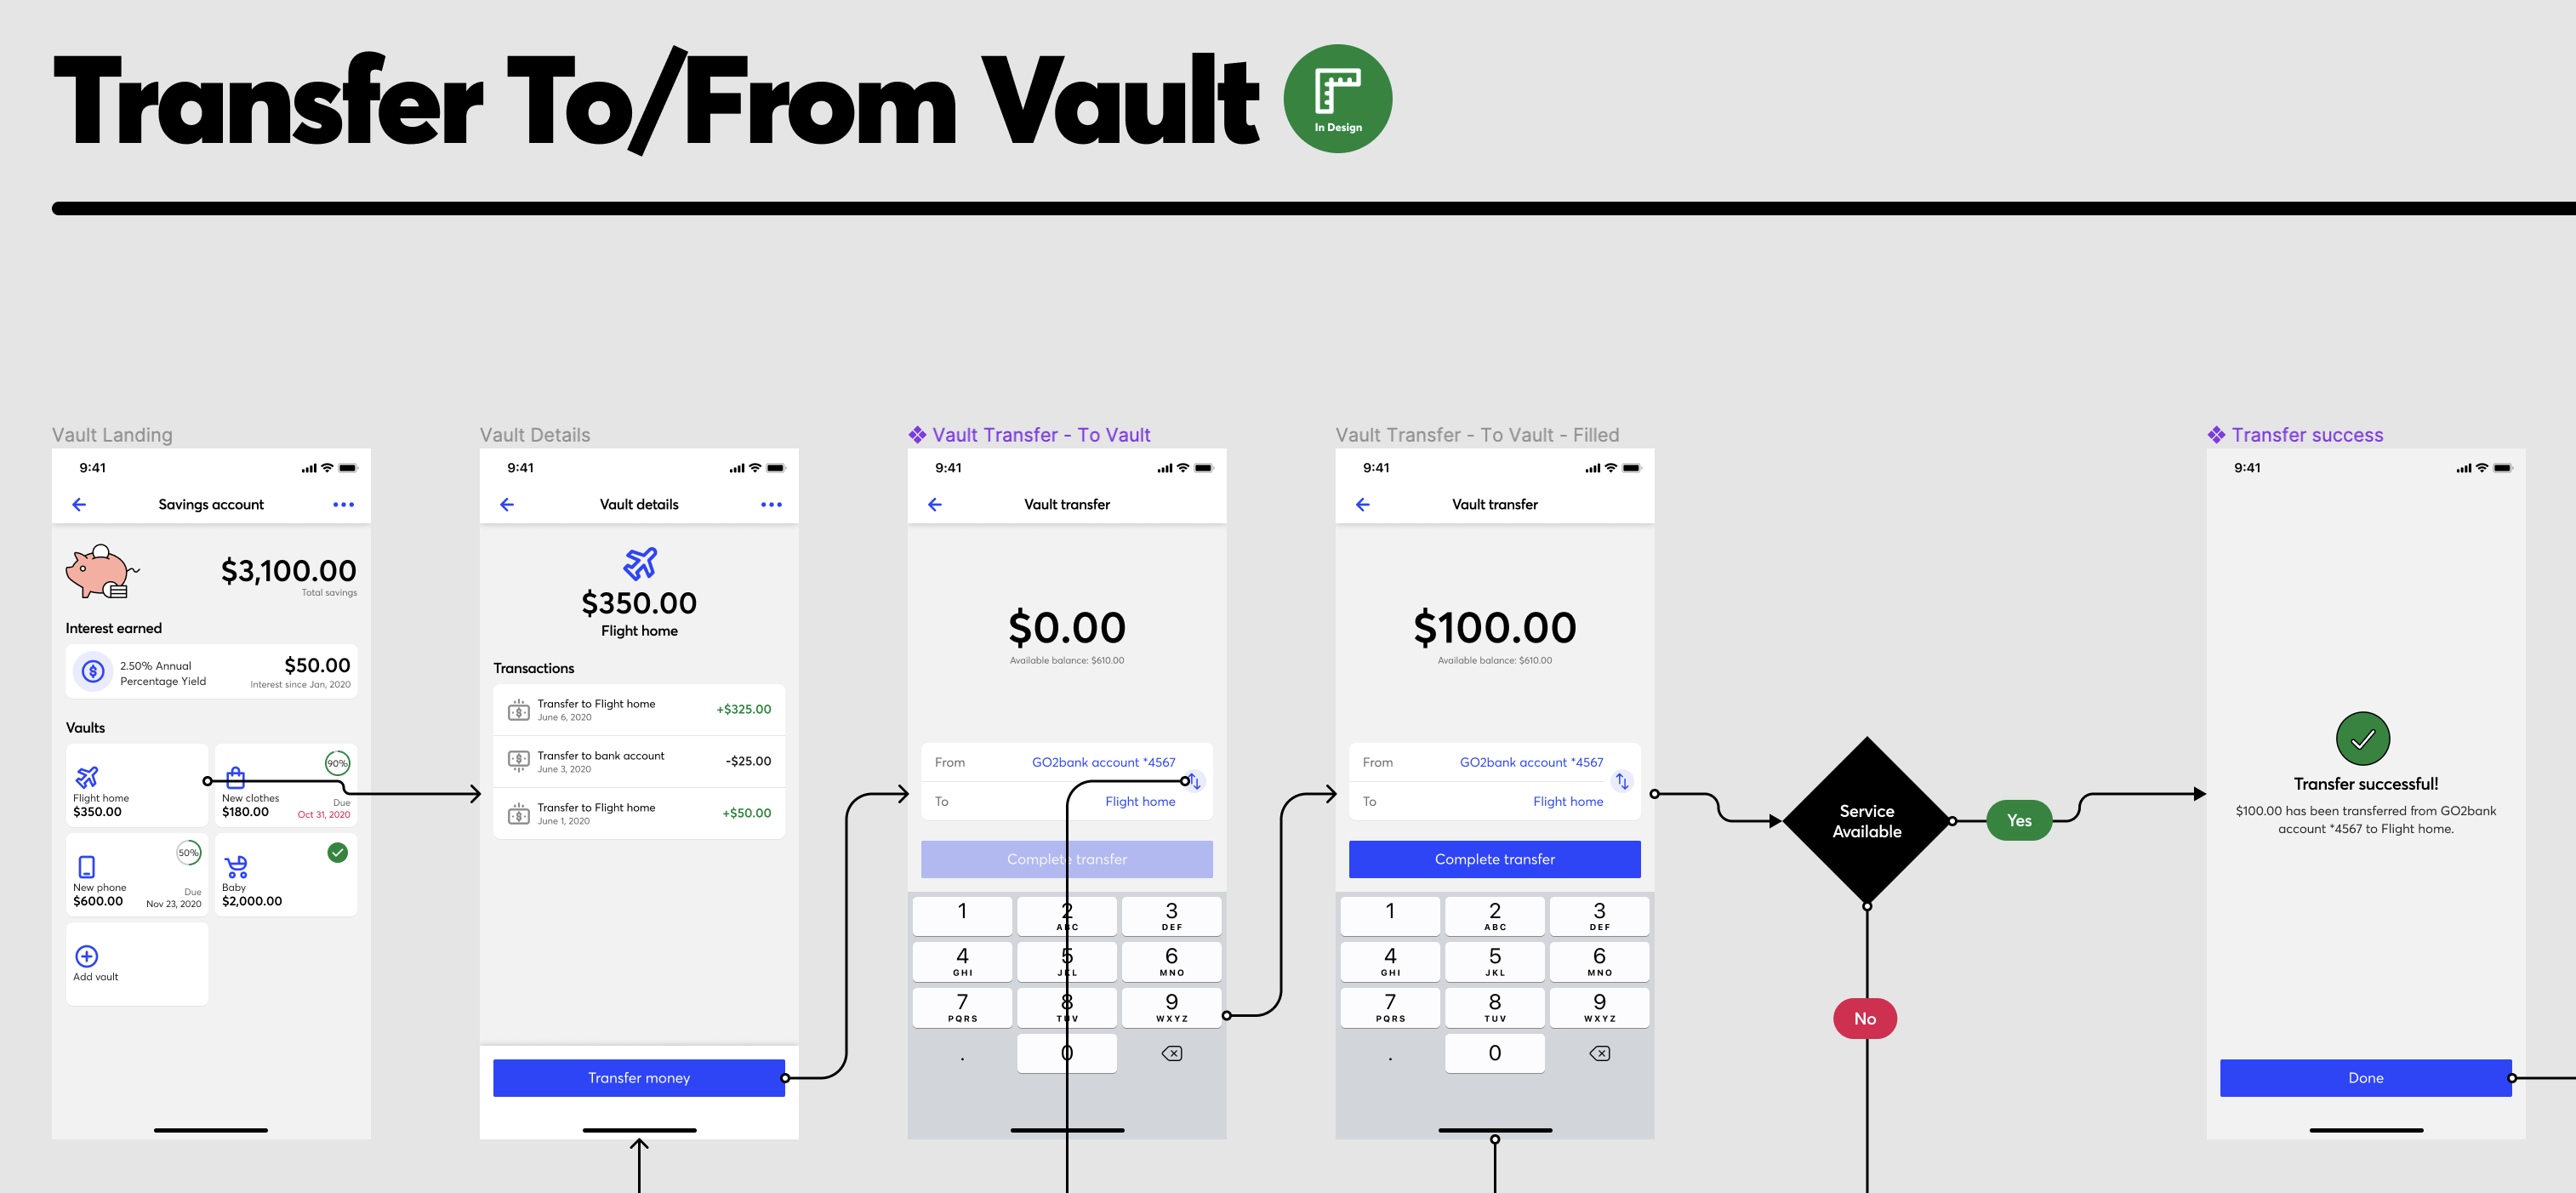 Transfer To/From Vault
In Design
Vault Landing
9:41
Savings account
$3,100.00
Total savings
Interest earned
2.50% Annual
Percentage Yield
$50.00
Interest since Jan, 2020
Vaults
Flight home
$350.00
90%
New clothes
$180.00
Due
Oct 31, 2020
50%
New phone
$600.00
Due
Nov 23, 2020
Baby
$2,000.00
Add vault
Vault Details
9:41
Vault details
$350.00
Flight home
Transactions
Transfer to Flight home
June 6, 2020
+$325.00
Transfer to bank account
June 3, 2020
-$25.00
Transfer to Flight home
June 1, 2020
+$50.00
Transfer money
Vault Transfer - To Vault
9:41
Vault transfer
$0.00
Available balance: $610.00
From
GO2bank account *4567
To
Flight home
Complete transfer
1
2
ABC
3
DEF
4
GHI
5
JKL
6
MNO
7
PQRS
8
TUV
9
WXYZ
.
0
Vault Transfer - To Vault - Filled
9:41
Vault transfer
$100.00
Available balance: $610.00
From
GO2bank account *4567
To
Flight home
Complete transfer
1
2
ABC
3
DEF
4
GHI
5
JKL
6
MNO
7
PQRS
8
TUV
9
WXYZ
.
0
Service
Available
Yes
No
Transfer success
9:41
Transfer successful!
$100.00 has been transferred from GO2bank
account *4567 to Flight home.
Done